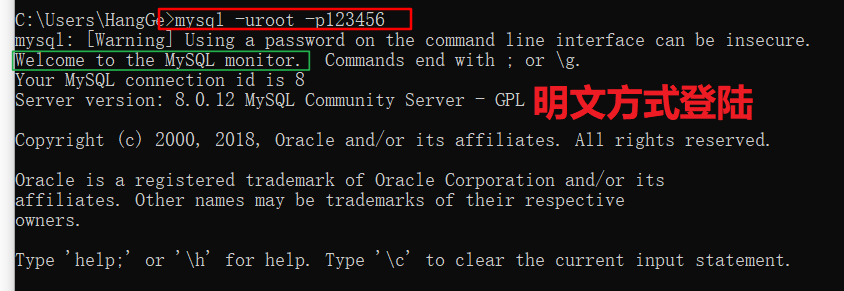 C:\Users\HangGe>mysql -uroot -p123456
mysql: [Warning] Using a password on the command line interface can be insecure.
Welcome to the MySQL monitor.  Commands end with ; or \g.
Your MySQL connection id is 8
Server version: 8.0.12 MySQL Community Server - GPL
明文方式登陆
Copyright (c) 2000, 2018, Oracle and/or its affiliates. All rights reserved.
Oracle is a registered trademark of Oracle Corporation and/or its
affiliates. Other names may be trademarks of their respective
owners.
Type 'help;' or '\h' for help. Type '\c' to clear the current input statement.